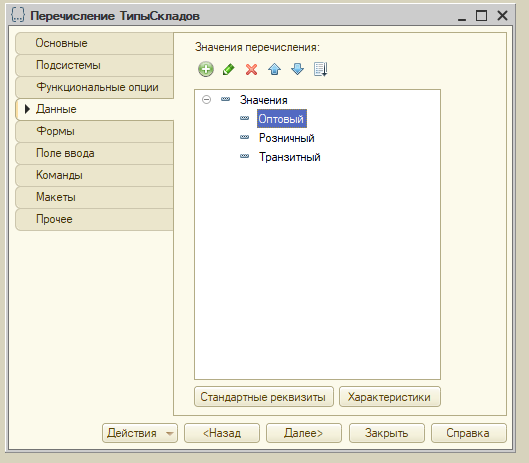 Перечисление ТипыСкладов
Основные
Подсистемы
Функциональные опции
Данные
Формы
Поле ввода
Команды
Макеты
Прочее
Значения перечисления:
Значения
Оптовый
Розничный
Транзитный
Стандартные реквизиты
Характеристики
Действия
<Назад
Далее>
Закрыть
Справка